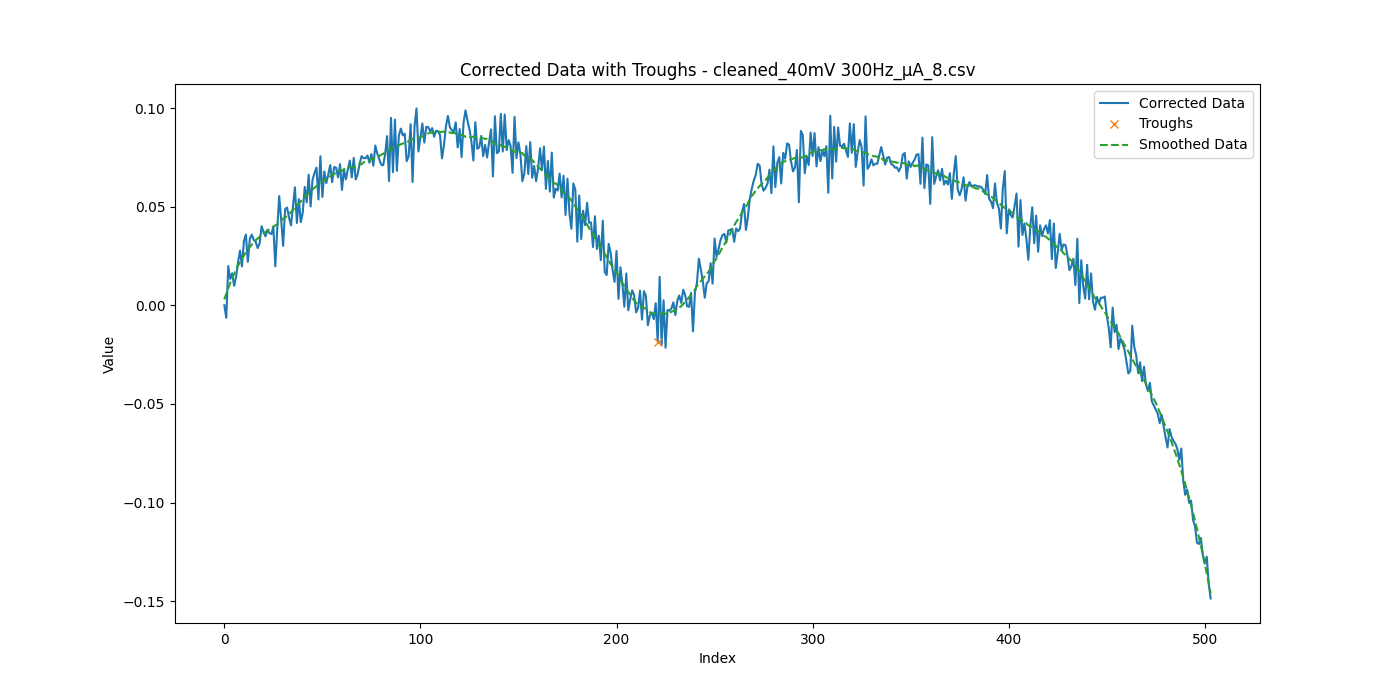 Corrected Data with Troughs - cleaned_40mV 300Hz_µA_8.csv
Corrected Data
Troughs
Smoothed Data
Value
0.10
0.05
0.00
−0.05
−0.10
−0.15
0
100
200
300
400
500
Index